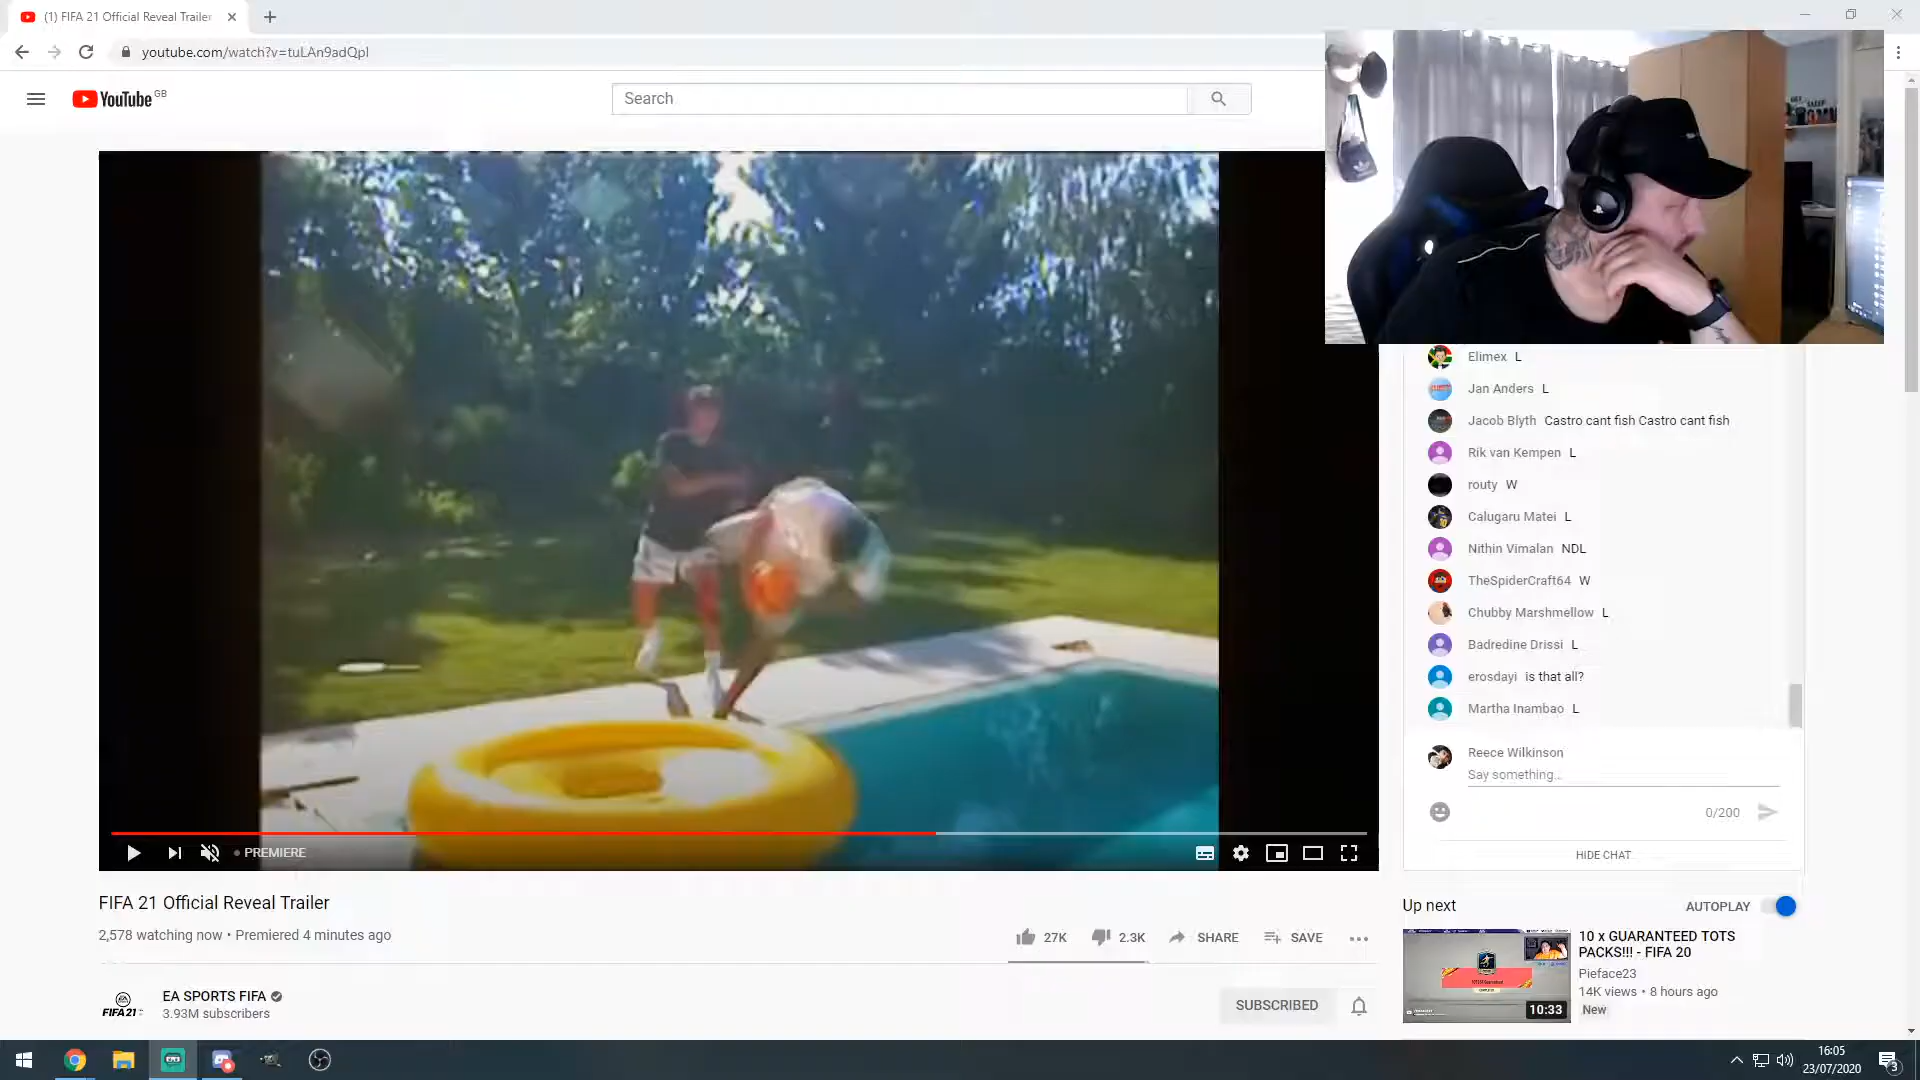 (1) FIFA 21 Official Reveal Trailer
youtube.com/watch?v=tuLAn9adQpI
YouTube GB
Search
Elimex L
Jan Anders L
Jacob Blyth Castro cant fish Castro cant fish
Rik van Kempen L
routy W
Calugaru Matei L
Nithin Vimalan NDL
TheSpiderCraft64 W
Chubby Marshmellow L
Badredine Drissi L
erosdayi is that all?
Martha Inambao L
Reece Wilkinson
Say something...
0/200
HIDE CHAT
PREMIERE
FIFA 21 Official Reveal Trailer
2,578 watching now • Premiered 4 minutes ago
27K 2.3K SHARE SAVE
EA SPORTS FIFA
3.93M subscribers
FIFA 21
SUBSCRIBED
Up next
AUTOPLAY
10 x GUARANTEED TOTS
PACKS!!! - FIFA 20
Pieface23
14K views • 8 hours ago
New
10:33
16:05
23/07/2020
3